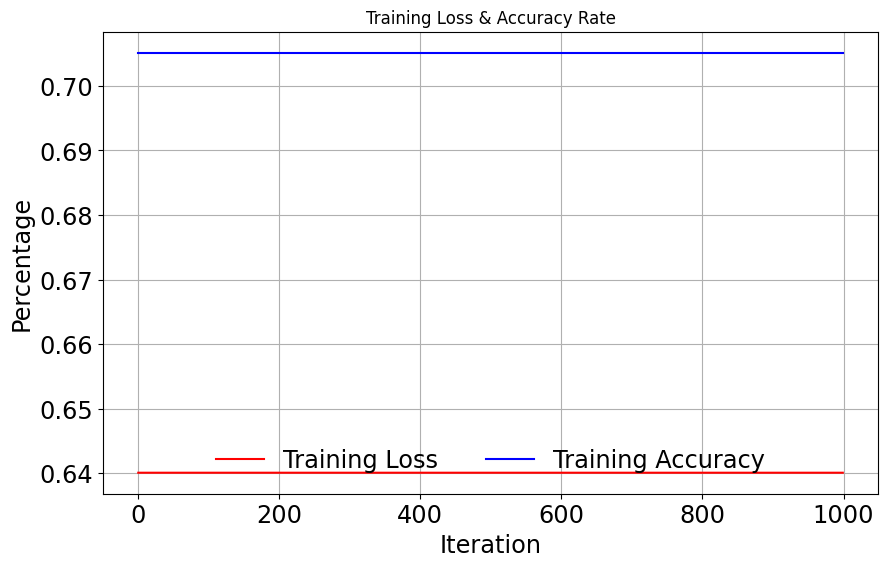 Training Loss & Accuracy Rate
Percentage
0.70
0.69
0.68
0.67
0.66
0.65
0.64
Training Loss
Training Accuracy
0
200
400
600
800
1000
Iteration